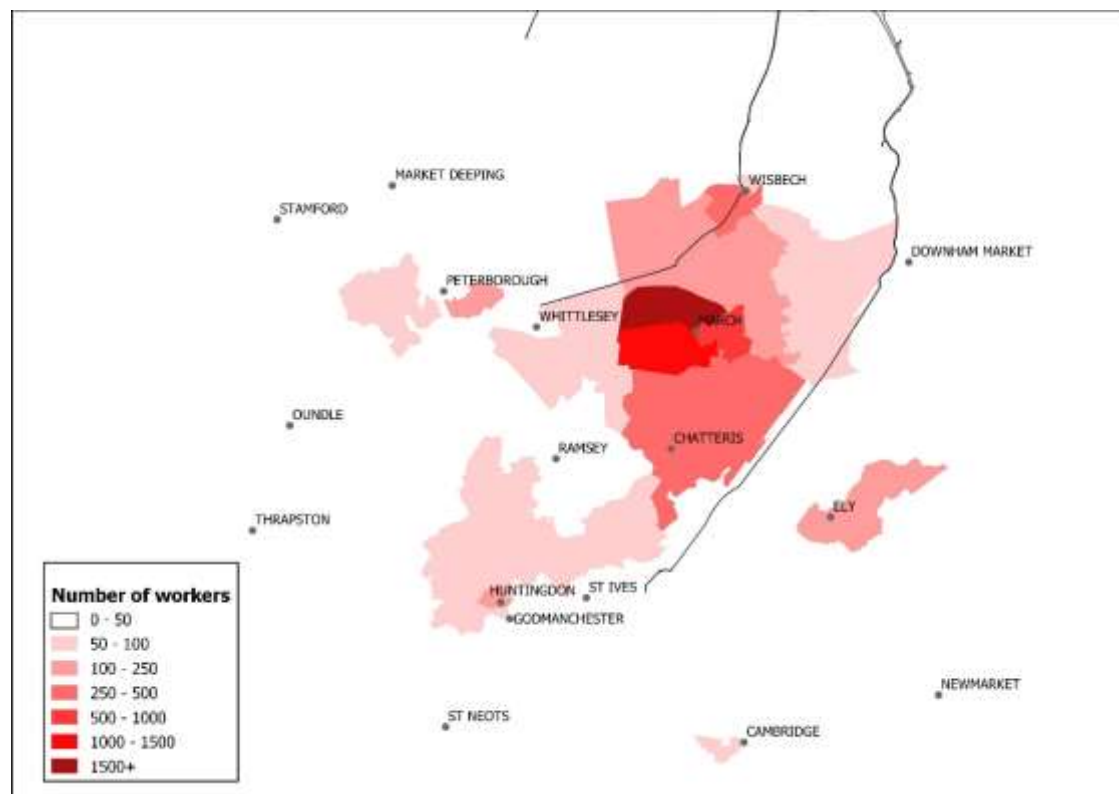 WISBECH
MARKET DEEPING
STAMFORD
DOWNHAM MARKET
PETERBOROUGH
WHITTLESEY
MARCH
OUNDLE
CHATTERIS
RAMSEY
ELY
THRAPSTON
HUNTINGDON
ST IVES
GODMANCHESTER
NEWMARKET
ST NEOTS
CAMBRIDGE
Number of workers
0 - 50
50 - 100
100 - 250
250 - 500
500 - 1000
1000 - 1500
1500+